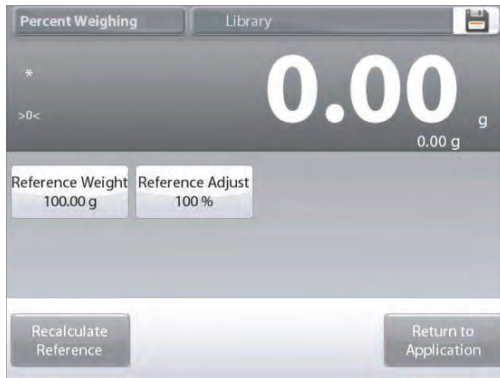 Percent Weighing
Library
*
0.00
>0<
g
0.00 g
Reference Weight
100.00 g
Reference Adjust
100 %
Recalculate
Reference
Return to
Application